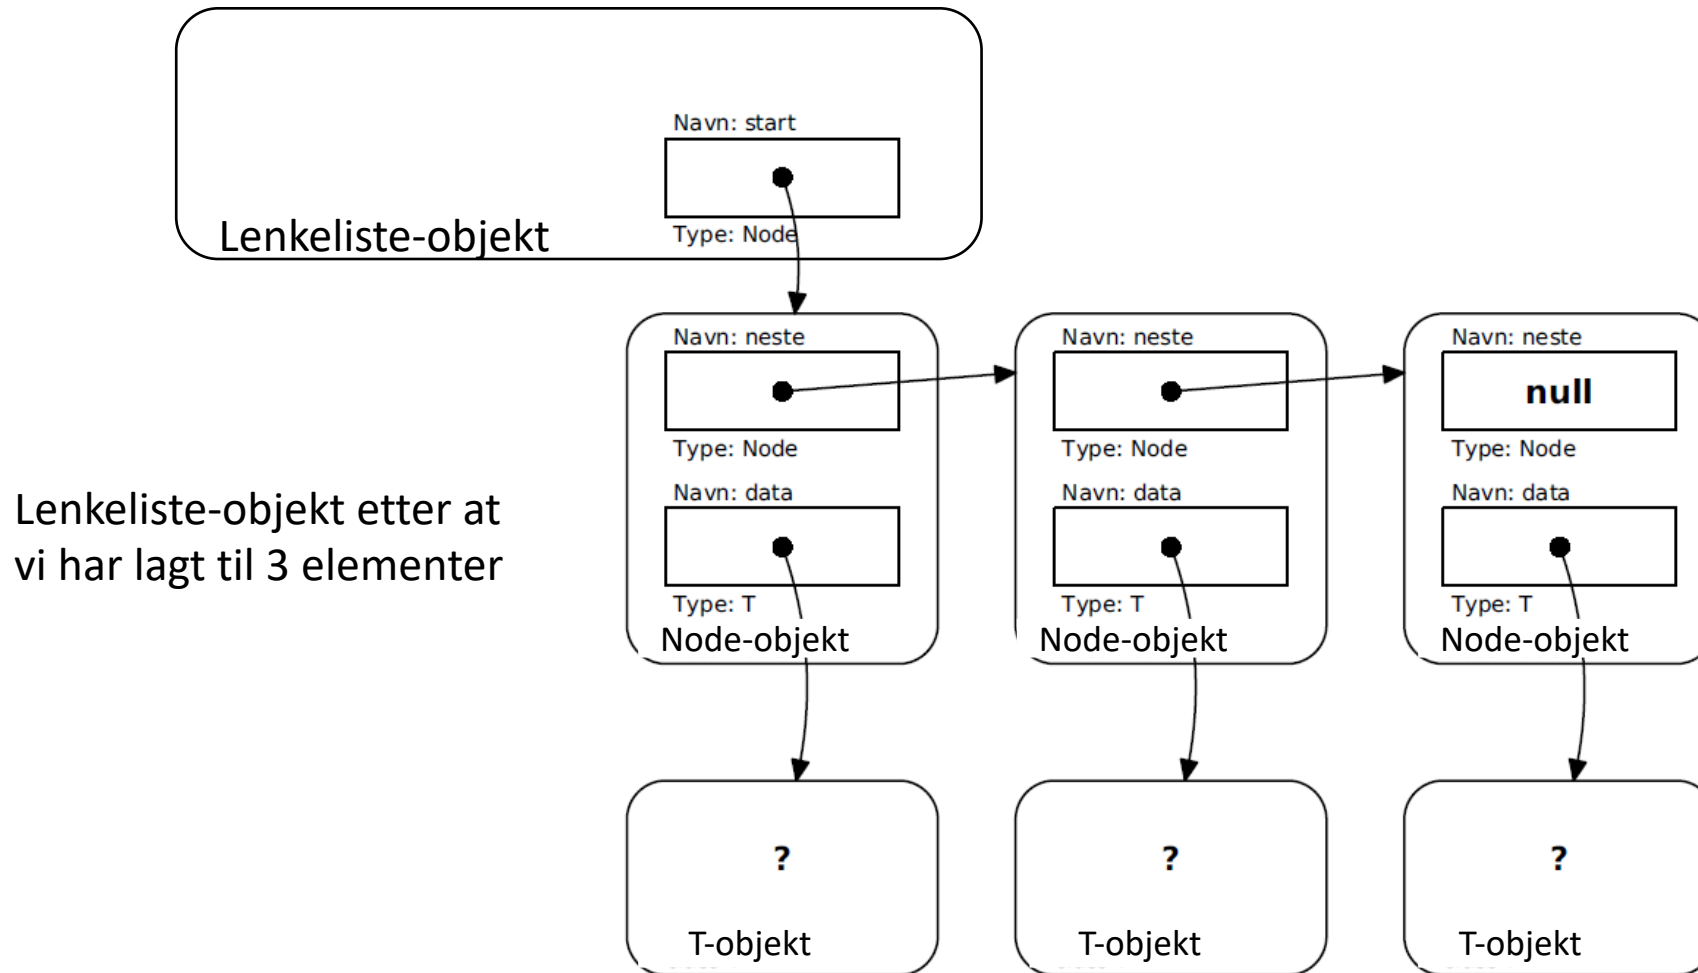 Navn: start
Type: Node
Lenkeliste-objekt
Lenkeliste-objekt etter at
vi har lagt til 3 elementer
Navn: neste
Type: Node
Navn: data
Type: T
Node-objekt
Navn: neste
Type: Node
Navn: data
Type: T
Node-objekt
Navn: neste
null
Type: Node
Navn: data
Type: T
Node-objekt
?
T-objekt
?
T-objekt
?
T-objekt